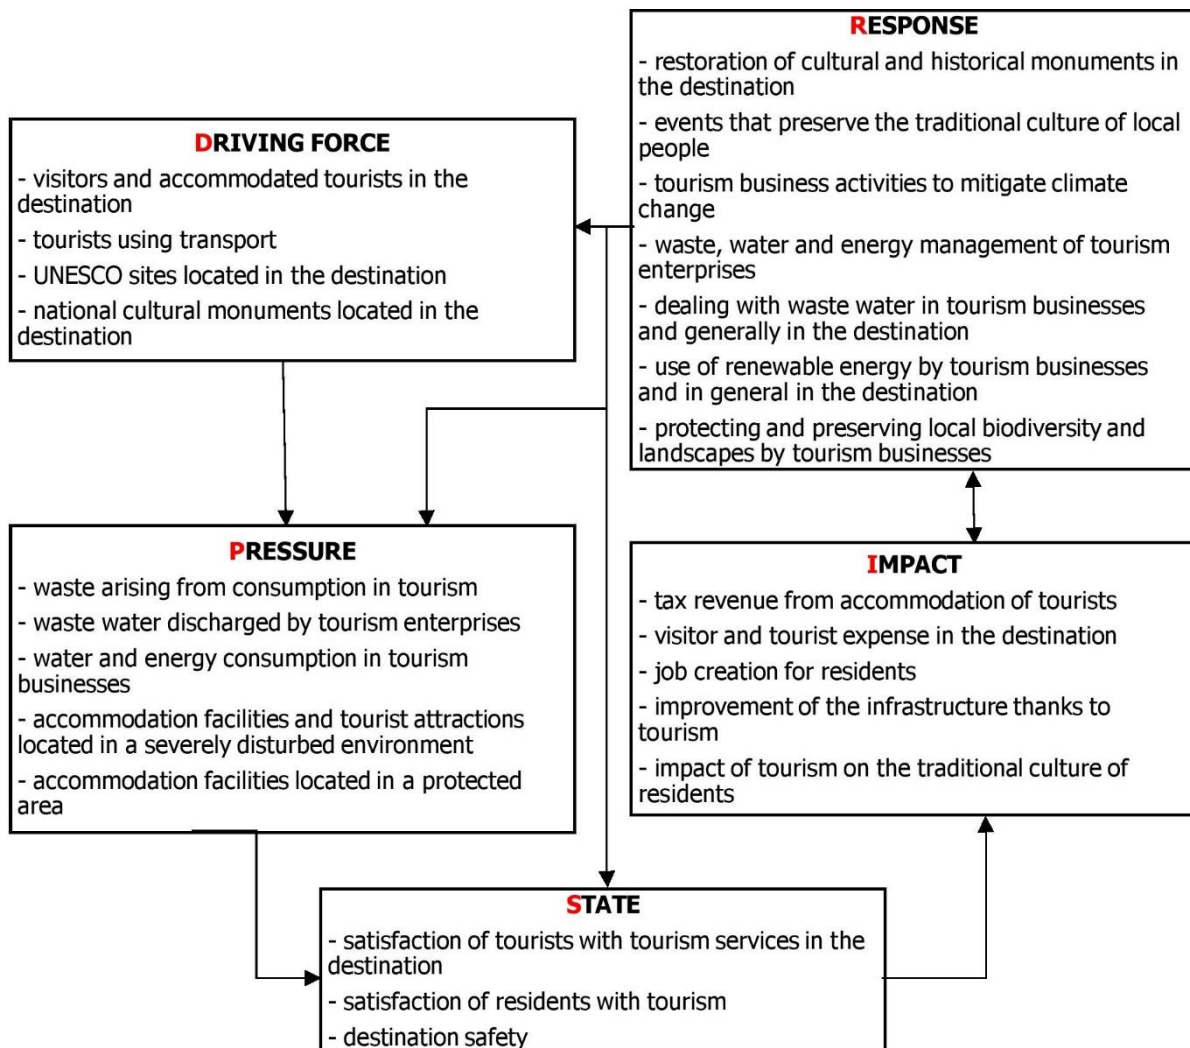 DRIVING FORCE
- visitors and accommodated tourists in the
destination
- tourists using transport
- UNESCO sites located in the destination
- national cultural monuments located in the
destination
RESPONSE
- restoration of cultural and historical monuments in
the destination
- events that preserve the traditional culture of local
people
- tourism business activities to mitigate climate
change
- waste, water and energy management of tourism
enterprises
- dealing with waste water in tourism businesses
and generally in the destination
- use of renewable energy by tourism businesses
and in general in the destination
- protecting and preserving local biodiversity and
landscapes by tourism businesses
PRESSURE
- waste arising from consumption in tourism
- waste water discharged by tourism enterprises
- water and energy consumption in tourism
businesses
- accommodation facilities and tourist attractions
located in a severely disturbed environment
- accommodation facilities located in a protected
area
IMPACT
- tax revenue from accommodation of tourists
- visitor and tourist expense in the destination
- job creation for residents
- improvement of the infrastructure thanks to
tourism
- impact of tourism on the traditional culture of
residents
STATE
- satisfaction of tourists with tourism services in the
destination
- satisfaction of residents with tourism
- destination safety